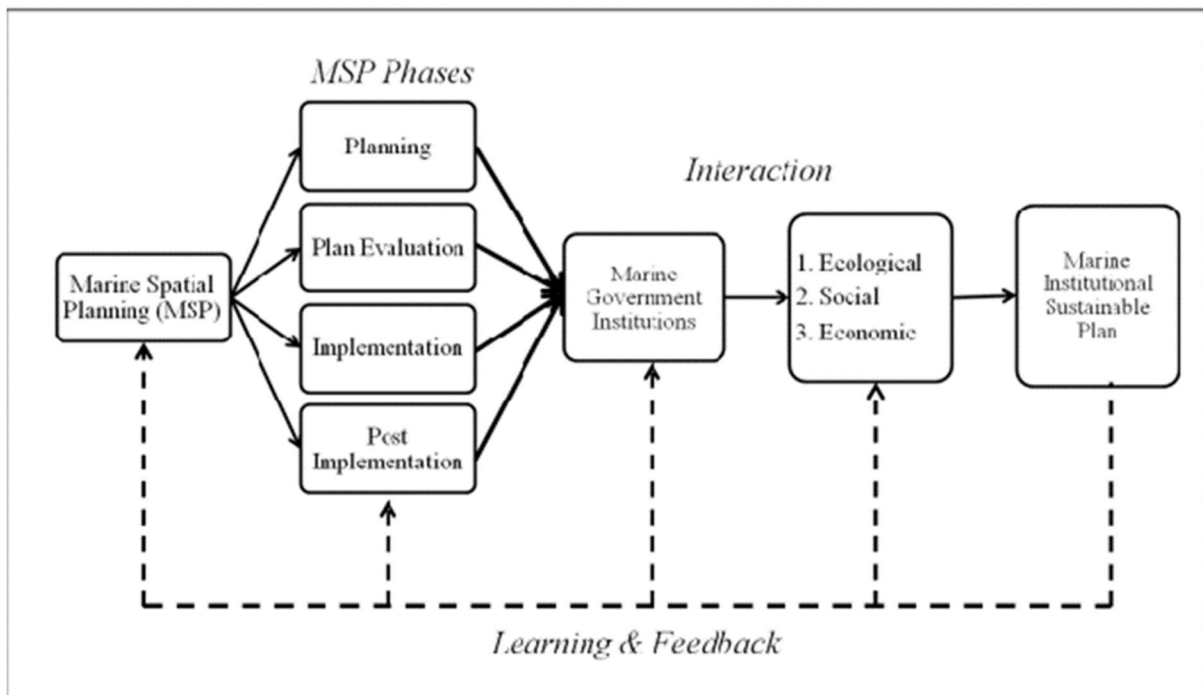 MSP Phases
Planning
Plan Evaluation
Implementation
Post
Implementation
Marine Spatial
Planning (MSP)
Interaction
Marine
Government
Institutions
1. Ecological
2. Social
3. Economic
Marine
Institutional
Sustainable
Plan
Learning & Feedback